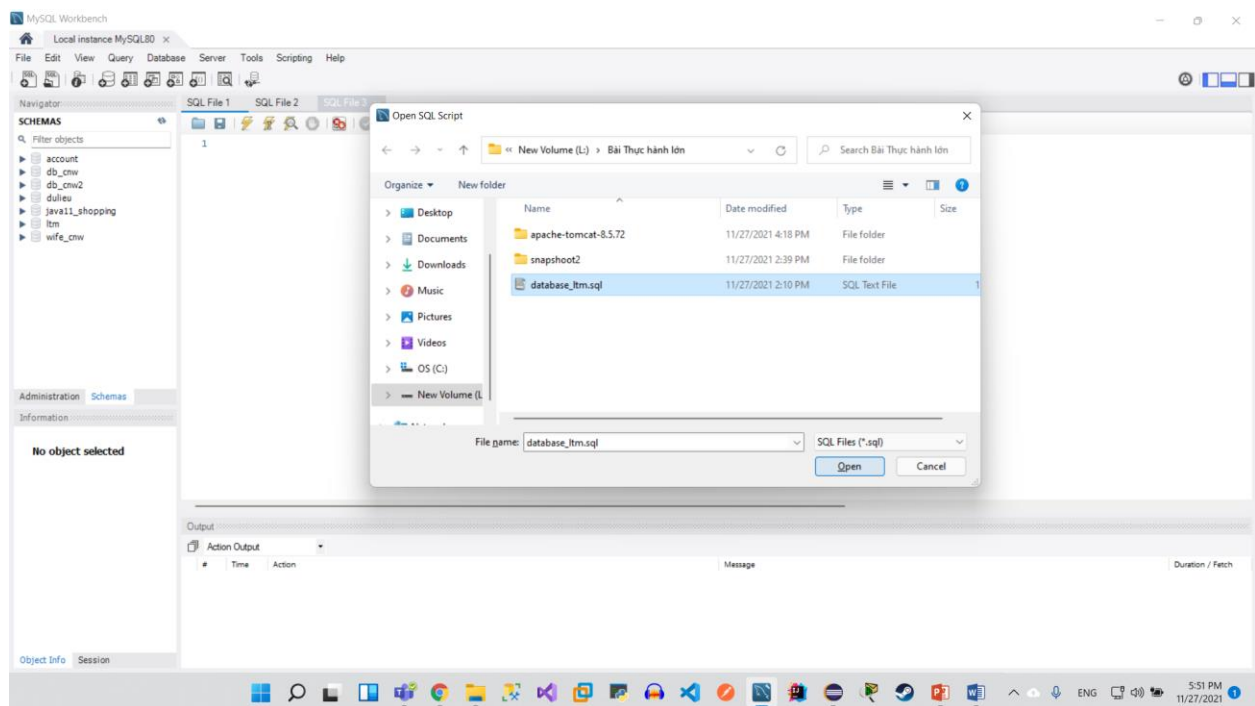 MySQL Workbench
Local instance MySQL80 ×
File Edit View Query Database Server Tools Scripting Help
Navigator
SCHEMAS
Filter objects
account
db_cnw
db_cnw2
dulieu
java11_shopping
ltm
wife_cnw
Administration Schemas
Information
No object selected
Object Info Session
SQL File 1 SQL File 2 SQL File 3
1
Open SQL Script
« New Volume (L:) › Bài Thực hành lớn
Search Bài Thực hành lớn
Organize New folder
Desktop
Documents
Downloads
Music
Pictures
Videos
OS (C:)
New Volume (L
Name Date modified Type Size
apache-tomcat-8.5.72 11/27/2021 4:18 PM File folder
snapshoot2 11/27/2021 2:39 PM File folder
database_ltm.sql 11/27/2021 2:10 PM SQL Text File 1
File name: database_ltm.sql SQL Files (*.sql)
Open Cancel
Output
Action Output
# Time Action Message Duration / Fetch
ENG 5:51 PM
11/27/2021 1